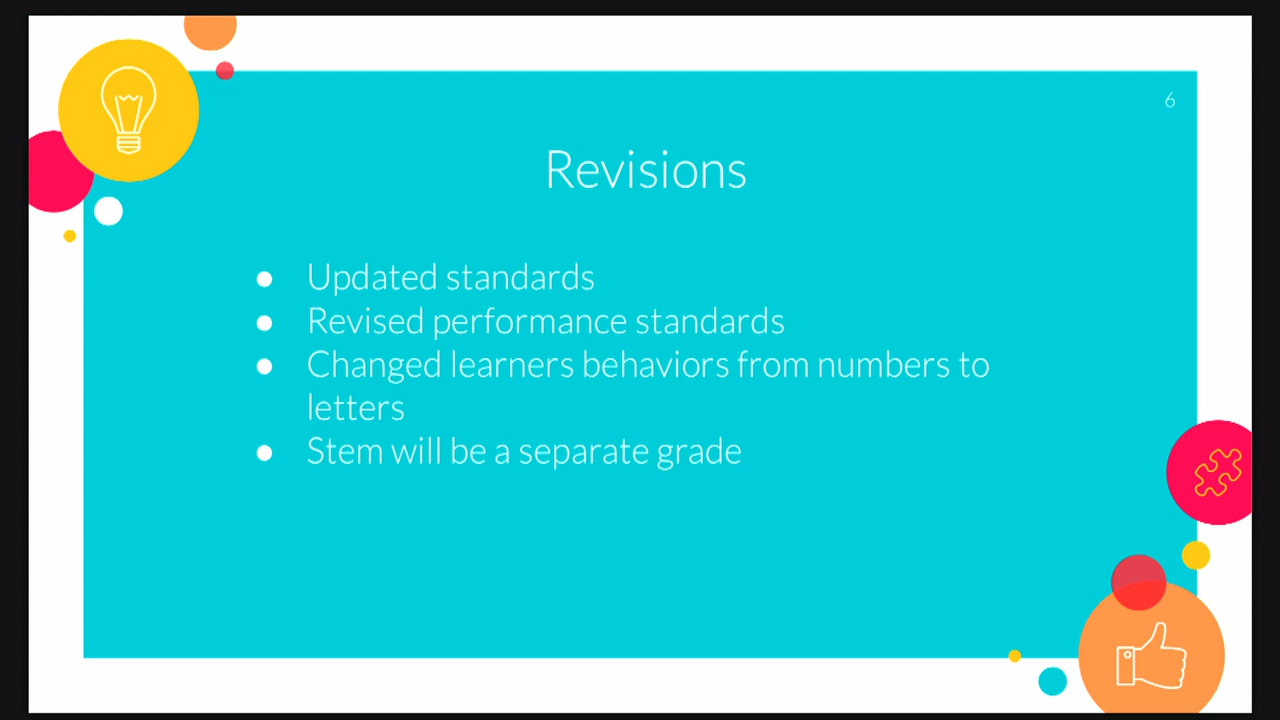 6
Revisions
● Updated standards
● Revised performance standards
● Changed learners behaviors from numbers to
letters
● Stem will be a separate grade